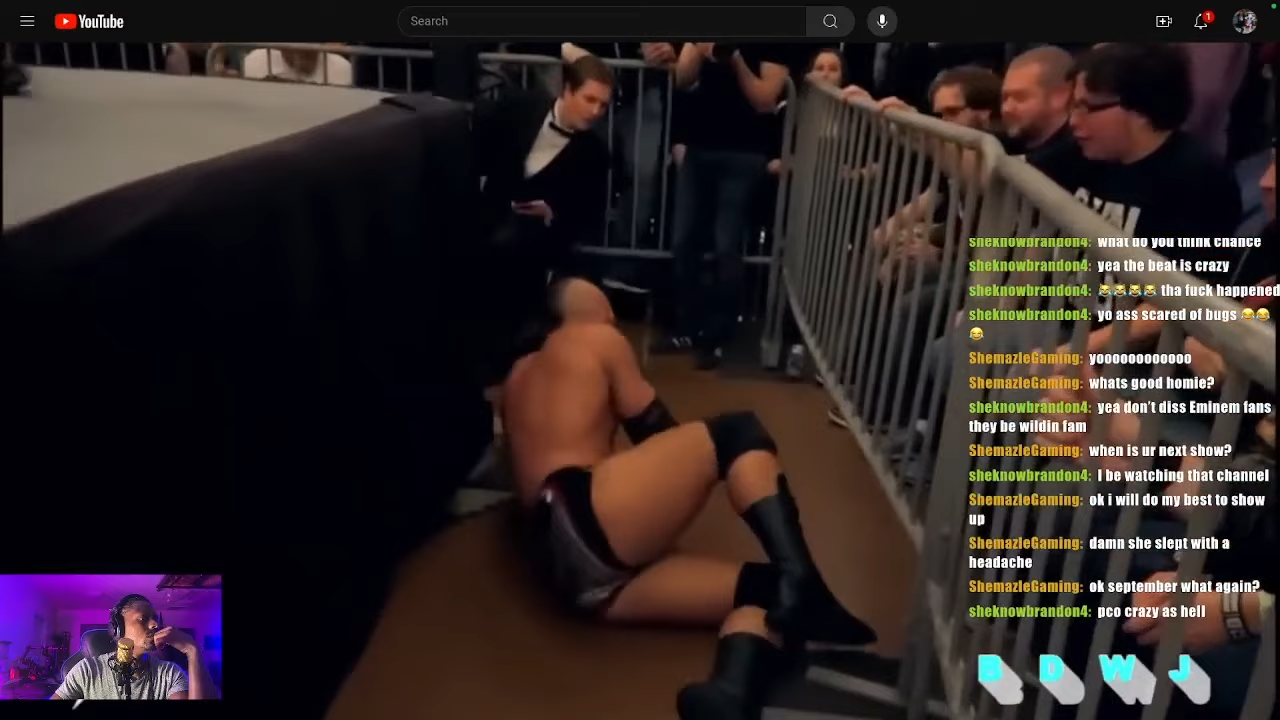 YouTube
Search
1
sheknowbrandon4: what do you think chance
sheknowbrandon4: yea the beat is crazy
sheknowbrandon4: 😹😹😹😹 tha fuck happened
sheknowbrandon4: yo ass scared of bugs 😂😂
😂
ShemazleGaming: yoooooooooooo
ShemazleGaming: whats good homie?
sheknowbrandon4: yea don't diss Eminem fans
they be wildin fam
ShemazleGaming: when is ur next show?
sheknowbrandon4: I be watching that channel
ShemazleGaming: ok i will do my best to show
up
ShemazleGaming: damn she slept with a
headache
ShemazleGaming: ok september what again?
sheknowbrandon4: pco crazy as hell
B D W J